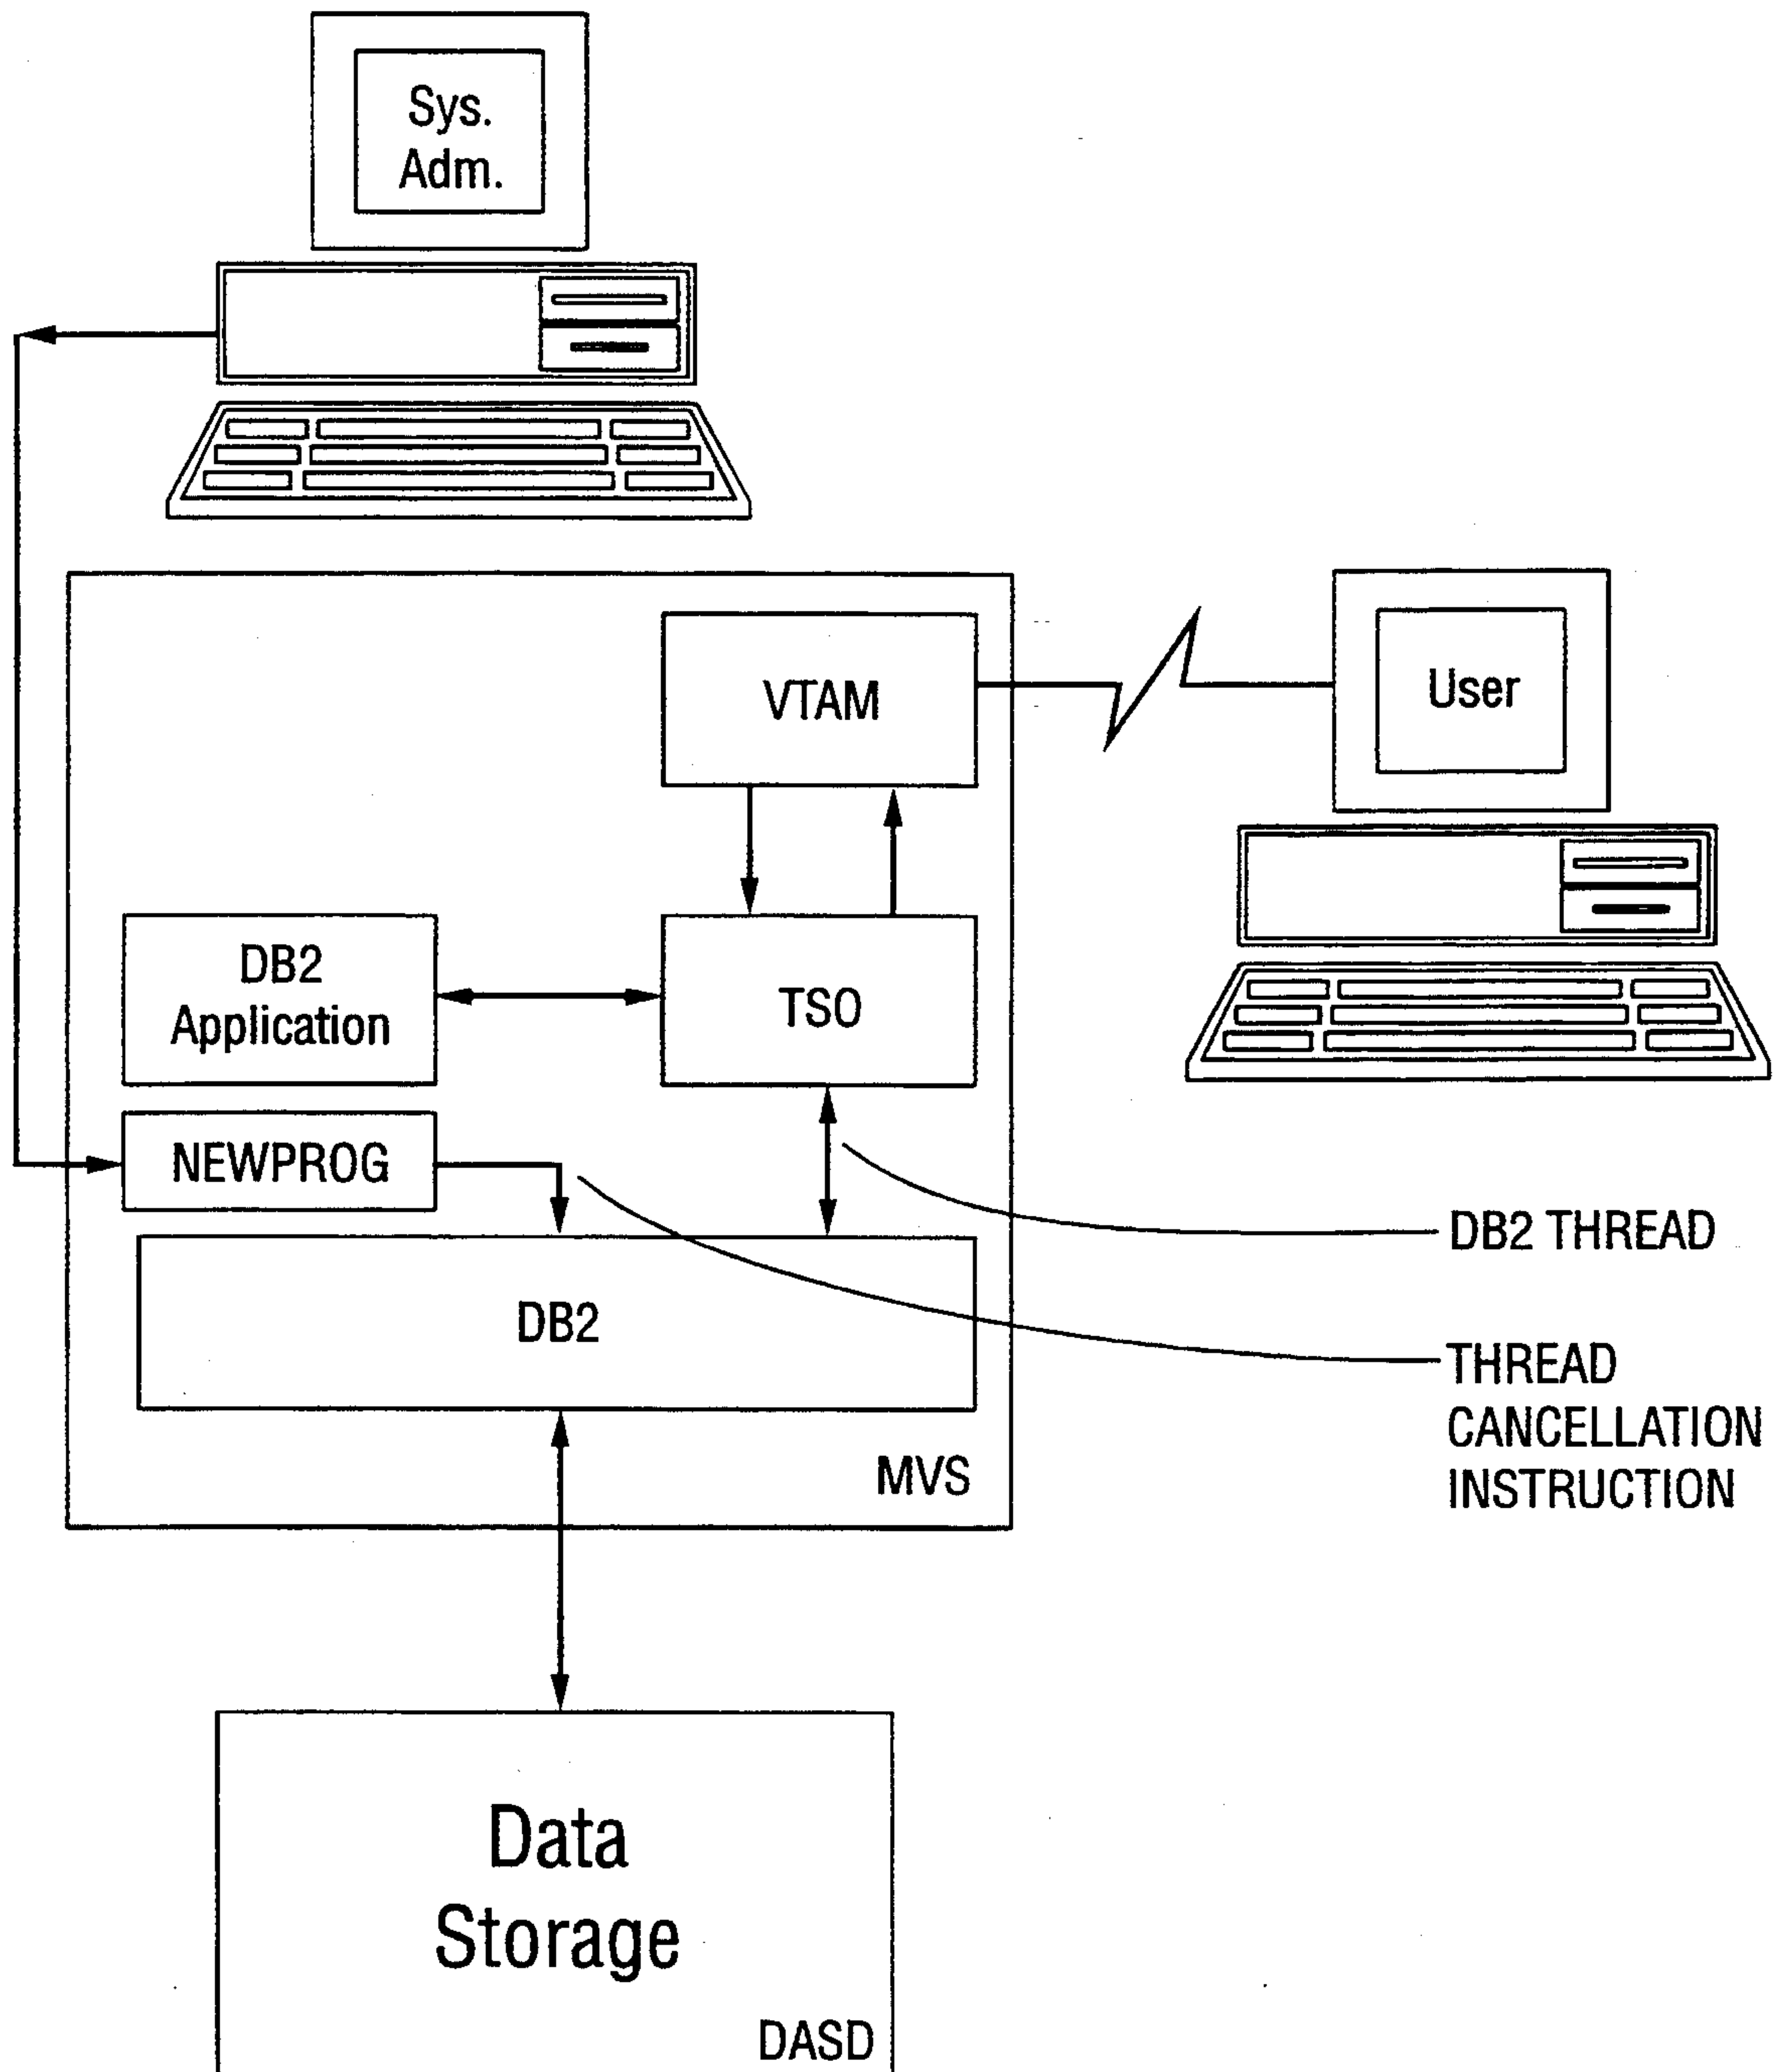 Sys.
Adm.
VTAM
User
DB2
Application
TSO
NEWPROG
DB2 THREAD
DB2
THREAD
CANCELLATION
INSTRUCTION
MVS
Data
Storage
DASD